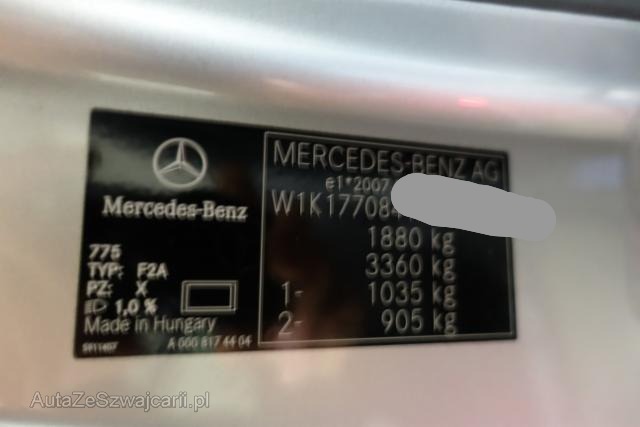 Mercedes-Benz
775
TYP: F2A
PZ: X
1,0 %
Made in Hungary
5911407
A 000 817 44 04
MERCEDES-BENZ AG
e1*2007
W1K17708
1880 kg
3360 kg
1- 1035 kg
2- 905 kg
AutaZeSzwajcarii.pl